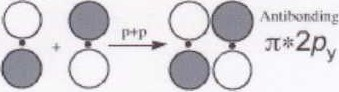 +
p+p
Antibonding
π*2py